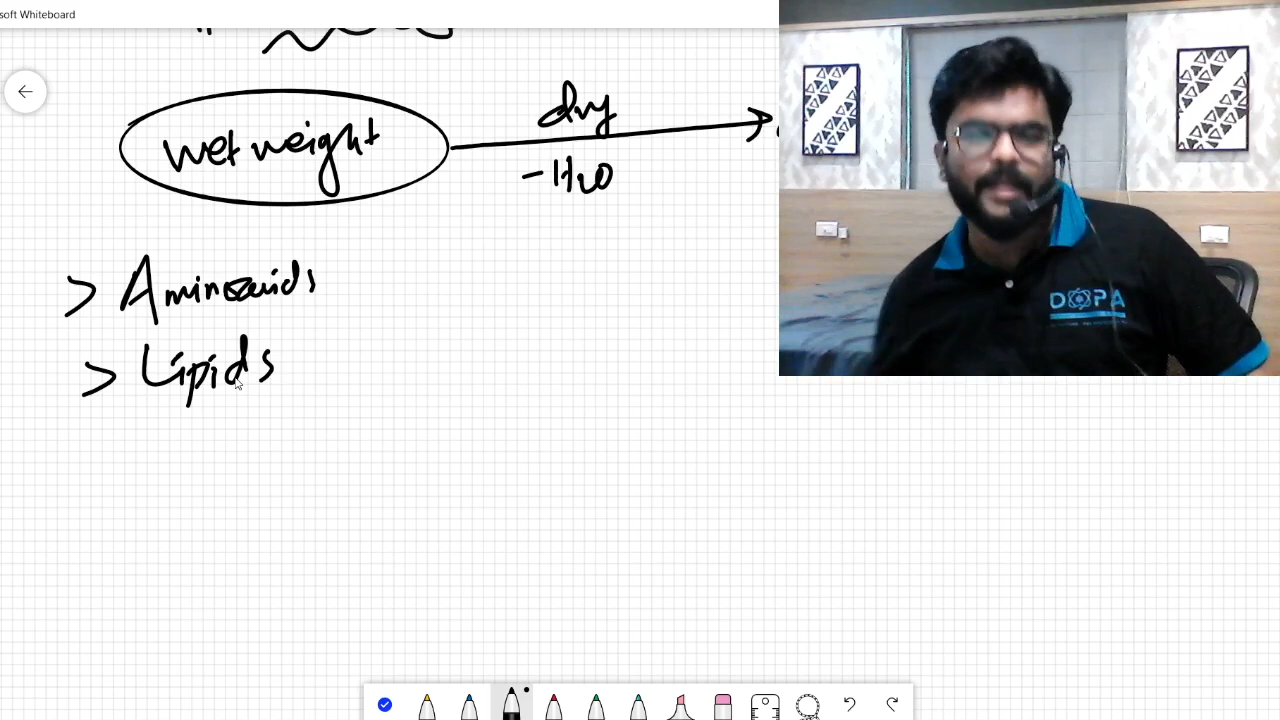 soft Whiteboard
wet weight
dry
-H2O
> Aminoacids
> Lipids
DOPA